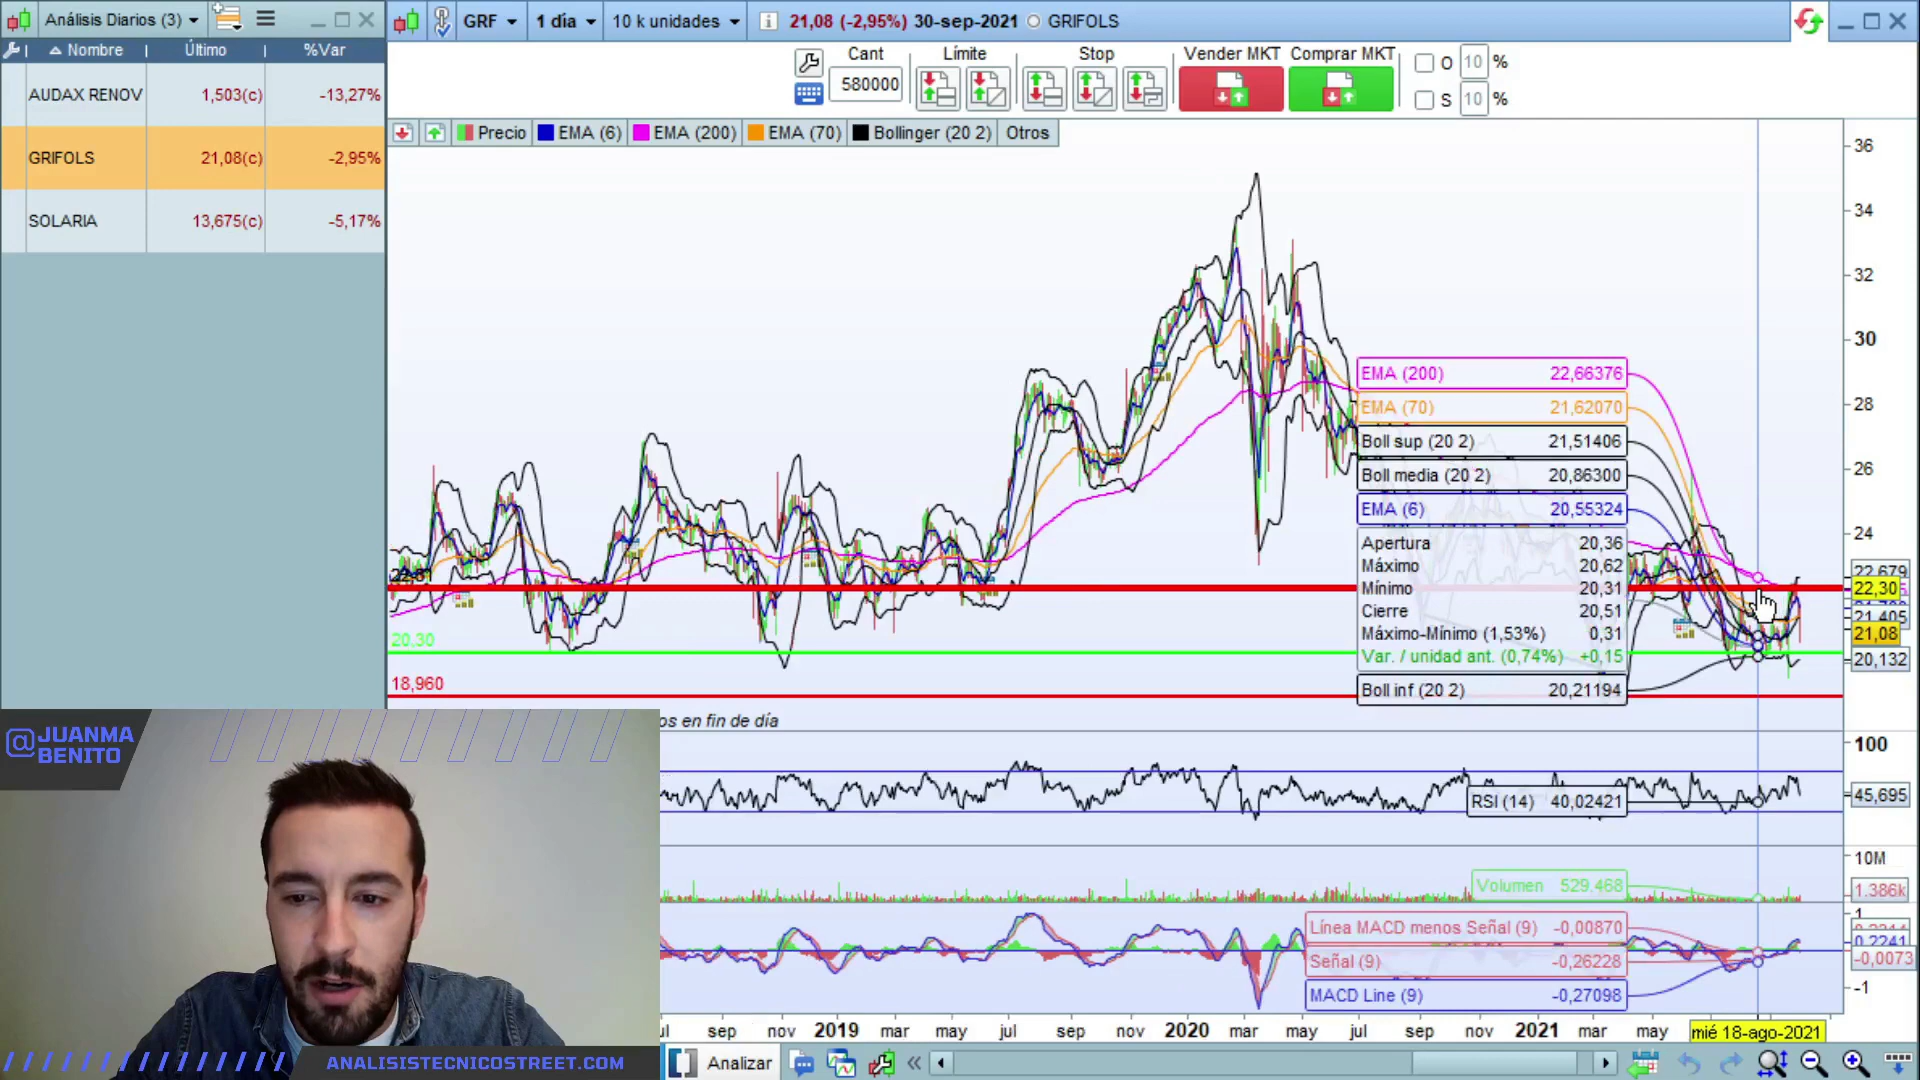 Análisis Diarios (3)
Nombre Último %Var
AUDAX RENOV 1,503(c) -13,27%
GRIFOLS 21,08(c) -2,95%
SOLARIA 13,675(c) -5,17%
GRF 1 día 10 k unidades 21,08 (-2,95%) 30-sep-2021 GRIFOLS
Cant Límite Stop Vender MKT Comprar MKT
580000
O 10 %
S 10 %
Precio EMA (6) EMA (200) EMA (70) Bollinger (20 2) Otros
36
34
32
30
28
26
24
22,679
22,30
21,405
21,08
20,132
EMA (200) 22,66376
EMA (70) 21,62070
Boll sup (20 2) 21,51406
Boll media (20 2) 20,86300
EMA (6) 20,55324
Apertura 20,36
Máximo 20,62
Mínimo 20,31
Cierre 20,51
Máximo-Mínimo (1,53%) 0,31
Var. / unidad ant. (0,74%) +0,15
Boll inf (20 2) 20,21194
20,30
18,960
os en fin de día
100
45,695
RSI (14) 40,02421
10M
1.386k
Volumen 529.468
1
0,2241
-0,0073
-1
Línea MACD menos Señal (9) -0,00870
Señal (9) -0,26228
MACD Line (9) -0,27098
sep nov 2019 mar may jul sep nov 2020 mar may jul sep nov 2021 mar may mié 18-ago-2021
Analizar
@JUANMA
BENITO
ANALISISTECNICOSTREET.COM